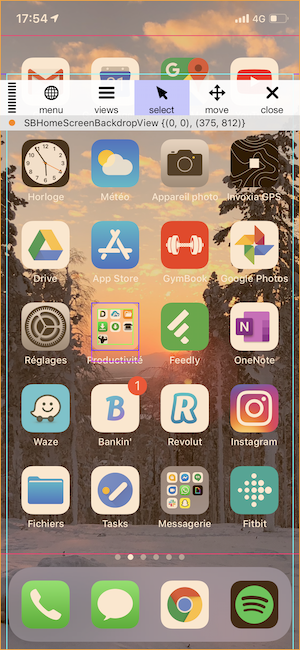 17:54 4G
menu views select move close
SBHomeScreenBackdropView {(0, 0), (375, 812)}
Horloge Météo Appareil photo Invoxia GPS
Drive App Store GymBook Google Photos
Réglages Productivité Feedly OneNote
1
Waze Bankin' Revolut Instagram
Fichiers Tasks Messagerie Fitbit